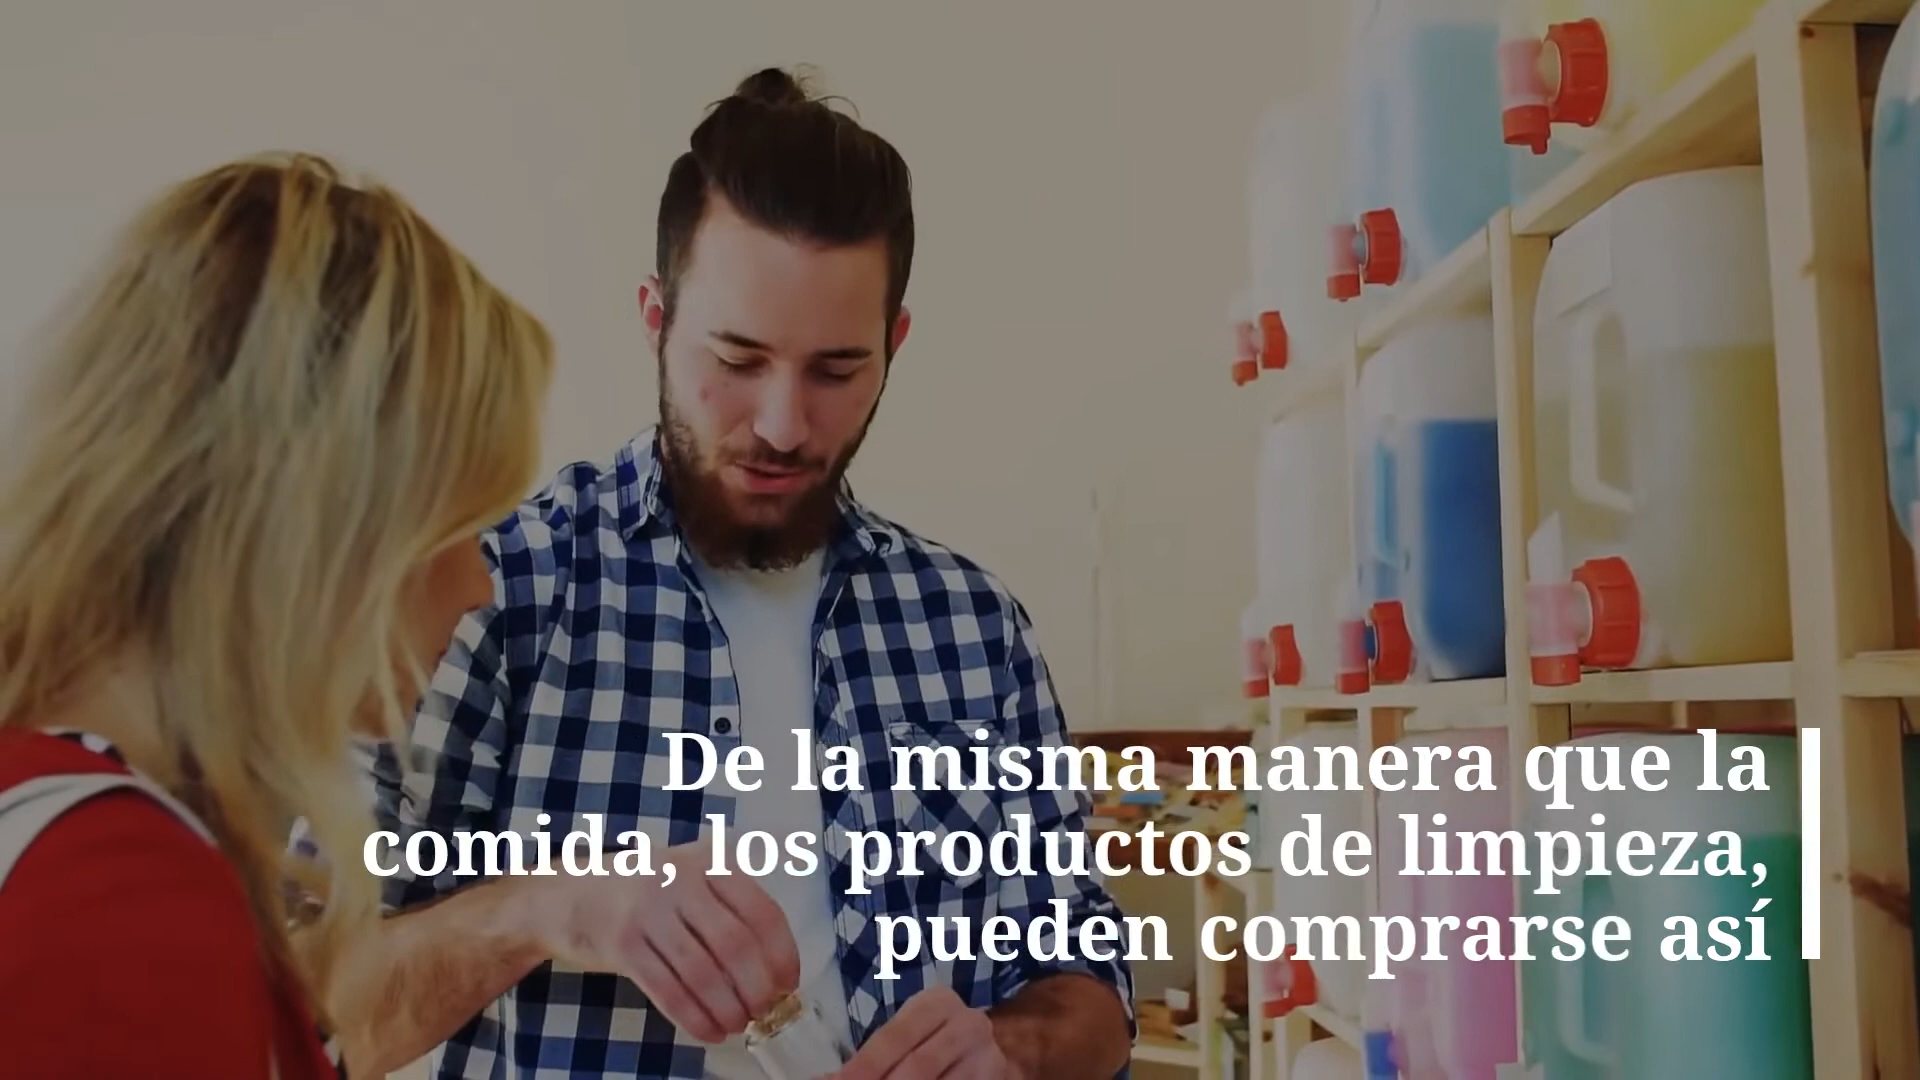 De la misma manera que la
comida, los productos de limpieza,
pueden comprarse así